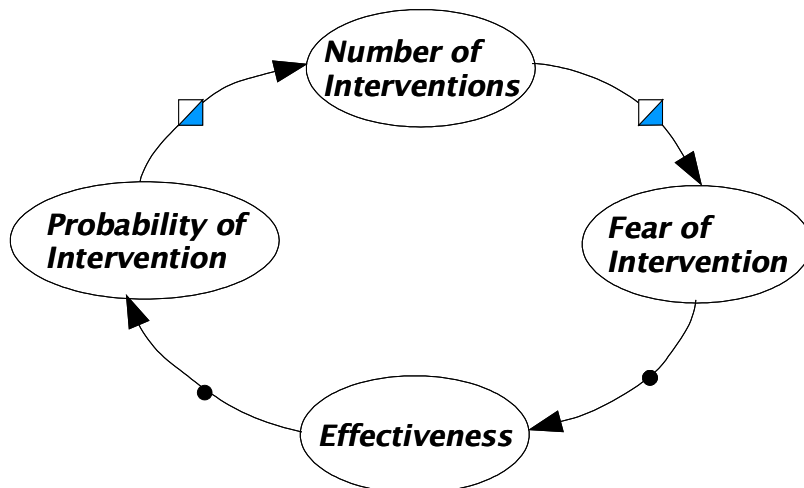 Number of
Interventions
Probability of
Intervention
Fear of
Intervention
Effectiveness